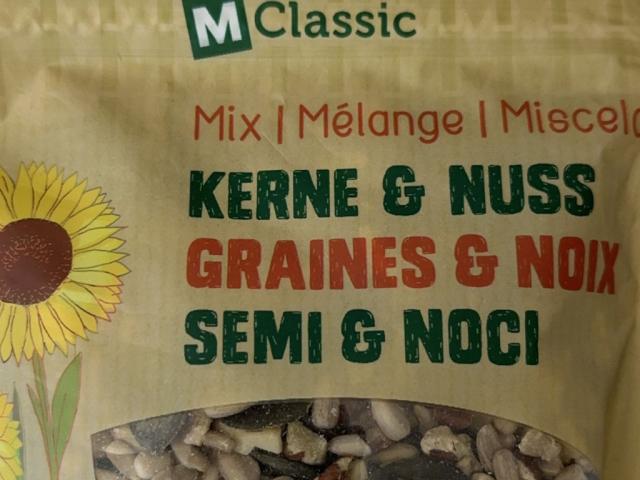 M Classic
Mix | Mélange |
KERNE & NUSS
GRAINES & NOIX
SEMI & NOCI